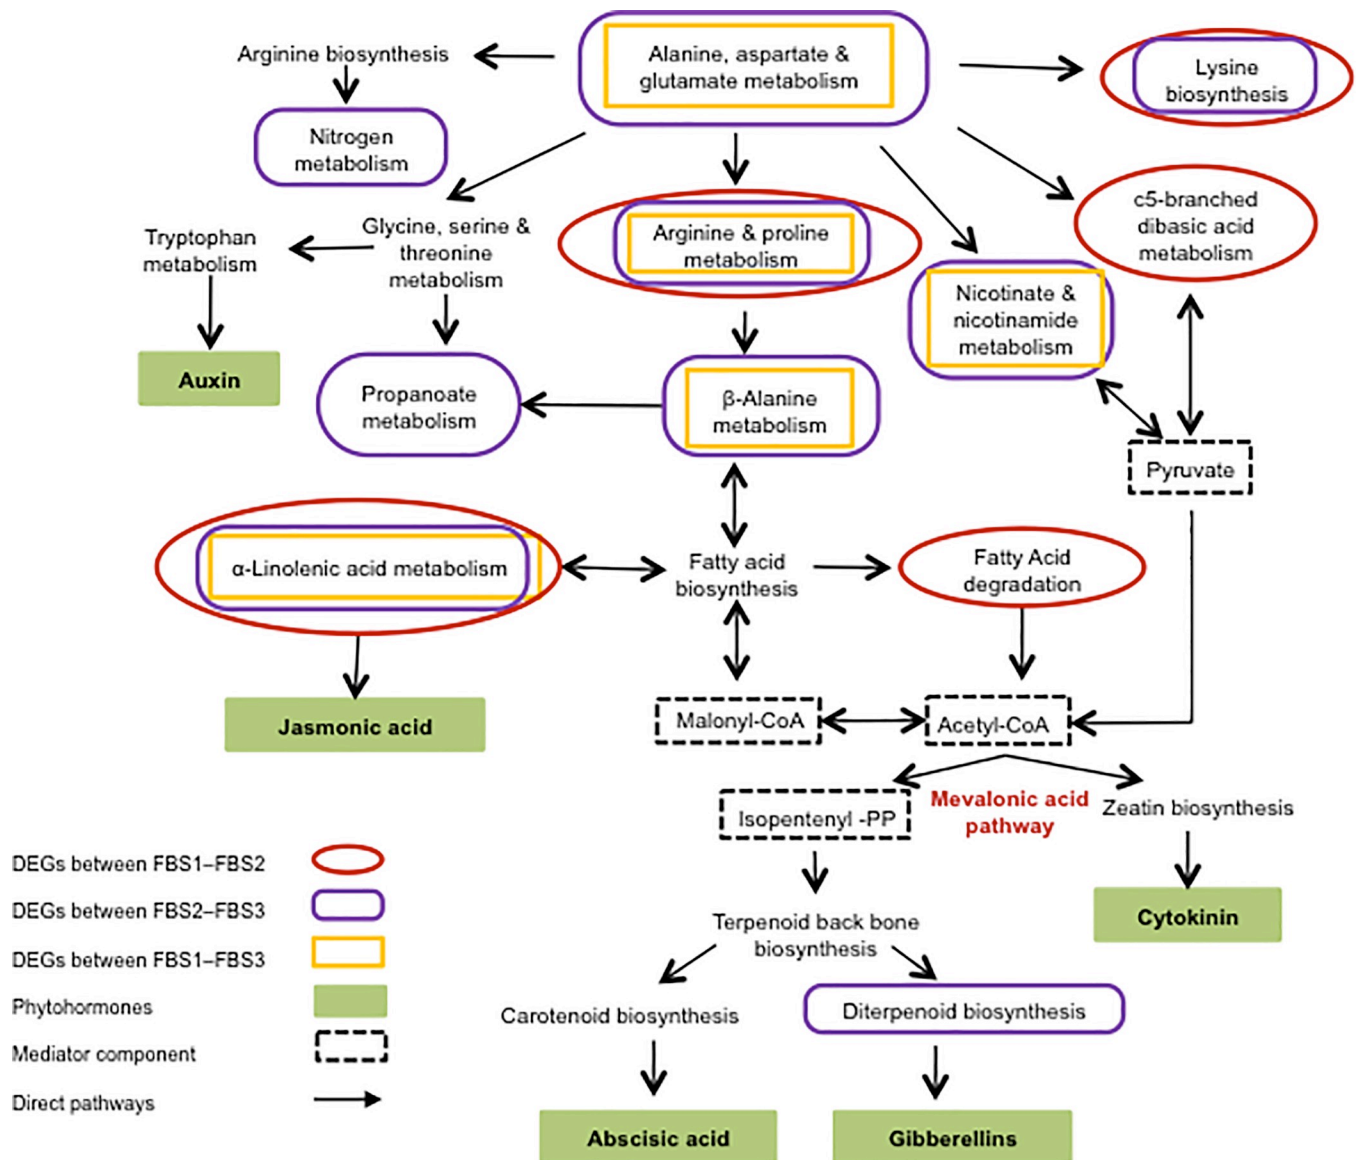 Arginine biosynthesis
Alanine, aspartate &
glutamate metabolism
Lysine
biosynthesis
Nitrogen
metabolism
Tryptophan
metabolism
Glycine, serine &
threonine
metabolism
Arginine & proline
metabolism
c5-branched
dibasic acid
metabolism
Nicotinate &
nicotinamide
metabolism
Auxin
Propanoate
metabolism
β-Alanine
metabolism
Pyruvate
α-Linolenic acid metabolism
Fatty acid
biosynthesis
Fatty Acid
degradation
Jasmonic acid
Malonyl-CoA
Acetyl-CoA
Isopentenyl -PP
Mevalonic acid
pathway
Zeatin biosynthesis
Cytokinin
Terpenoid back bone
biosynthesis
Carotenoid biosynthesis
Diterpenoid biosynthesis
Abscisic acid
Gibberellins
DEGs between FBS1–FBS2
DEGs between FBS2–FBS3
DEGs between FBS1–FBS3
Phytohormones
Mediator component
Direct pathways